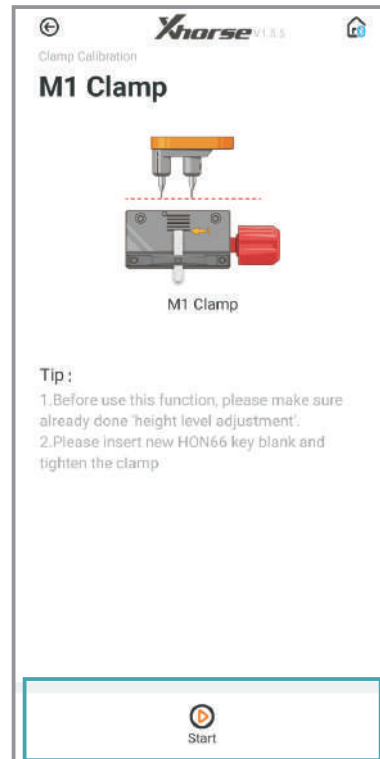 Xhorse V1.5.5
Clamp Calibration
M1 Clamp
M1 Clamp
Tip :
1.Before use this function, please make sure
already done 'height level adjustment'.
2.Please insert new HON66 key blank and
tighten the clamp
Start